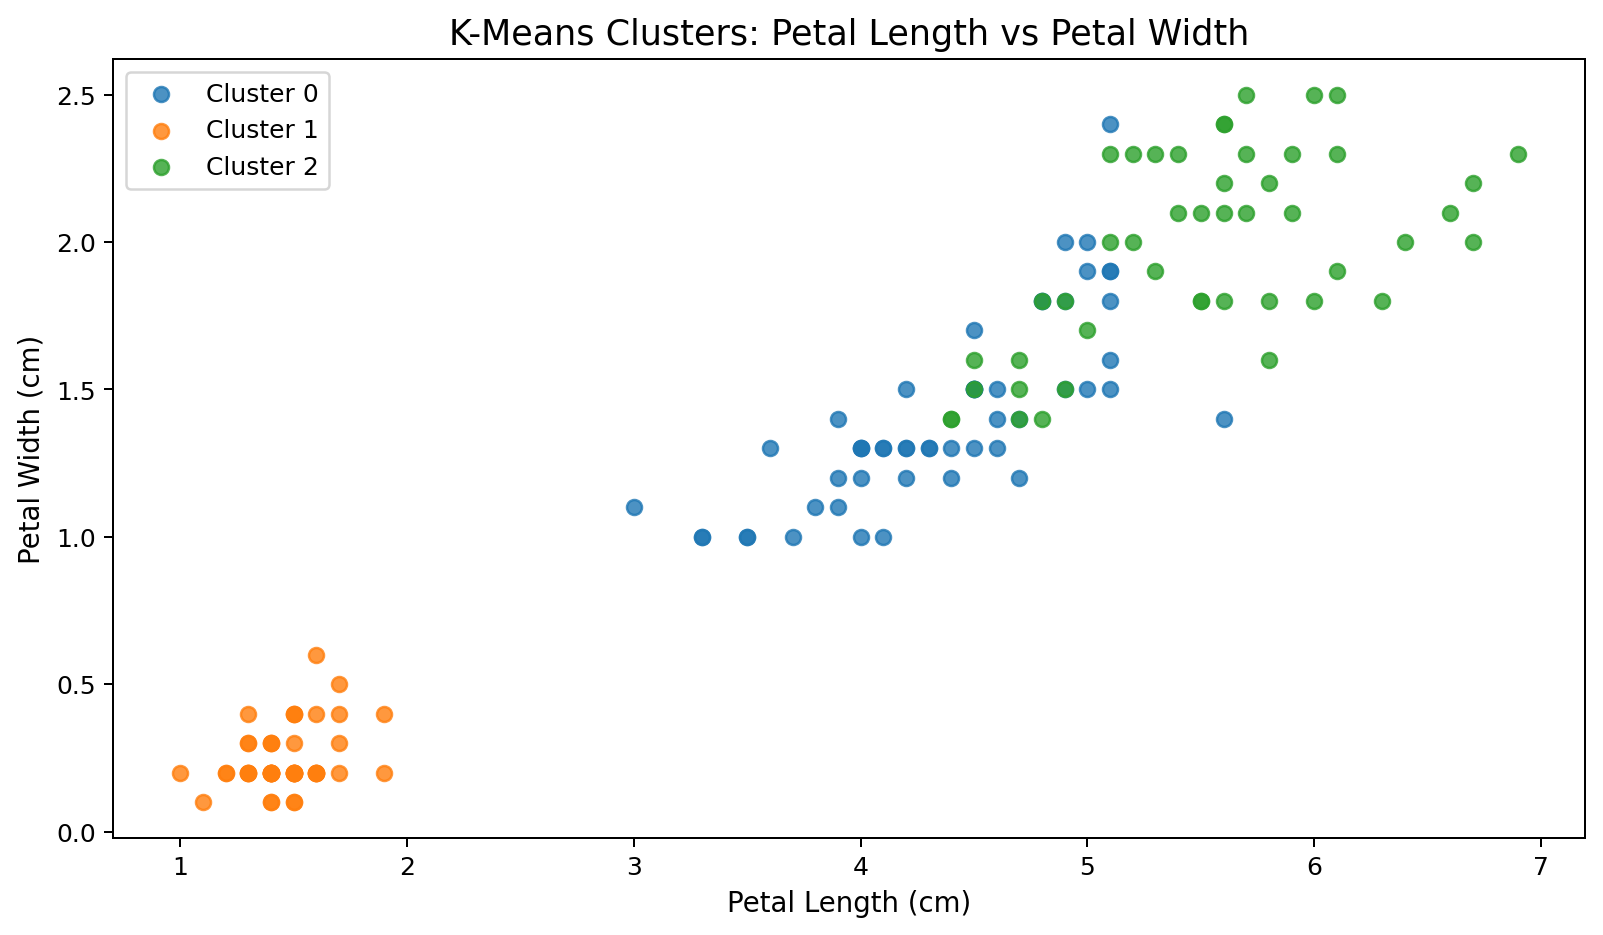 K-Means Clusters: Petal Length vs Petal Width
Cluster 0
Cluster 1
Cluster 2
2.5
2.0
1.5
1.0
0.5
0.0
Petal Width (cm)
1 2 3 4 5 6 7
Petal Length (cm)